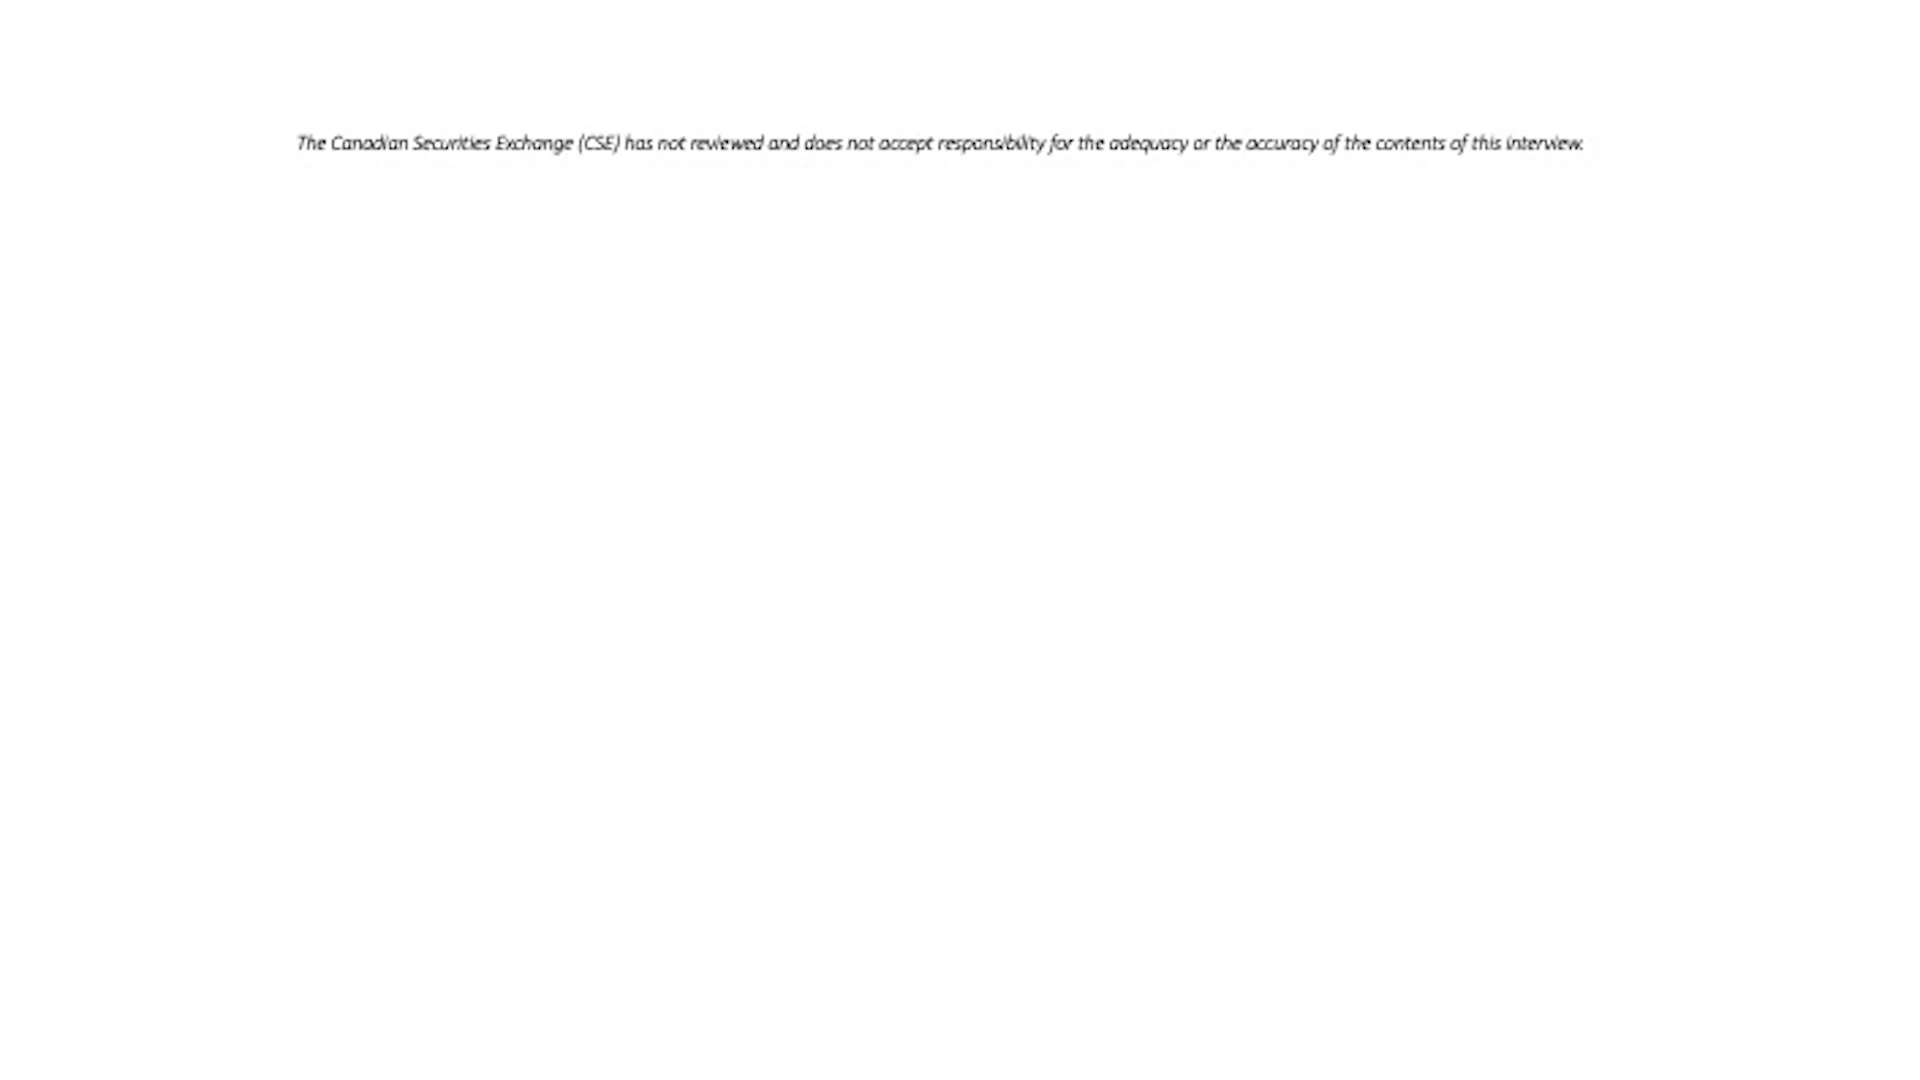 The Canadian Securities Exchange (CSE) has not reviewed and does not accept responsibility for the adequacy or the accuracy of the contents of this interview.